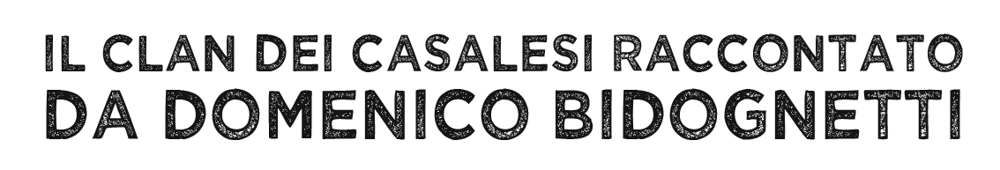 IL CLAN DEI CASALESI RACCONTATO
DA DOMENICO BIDOGNETTI